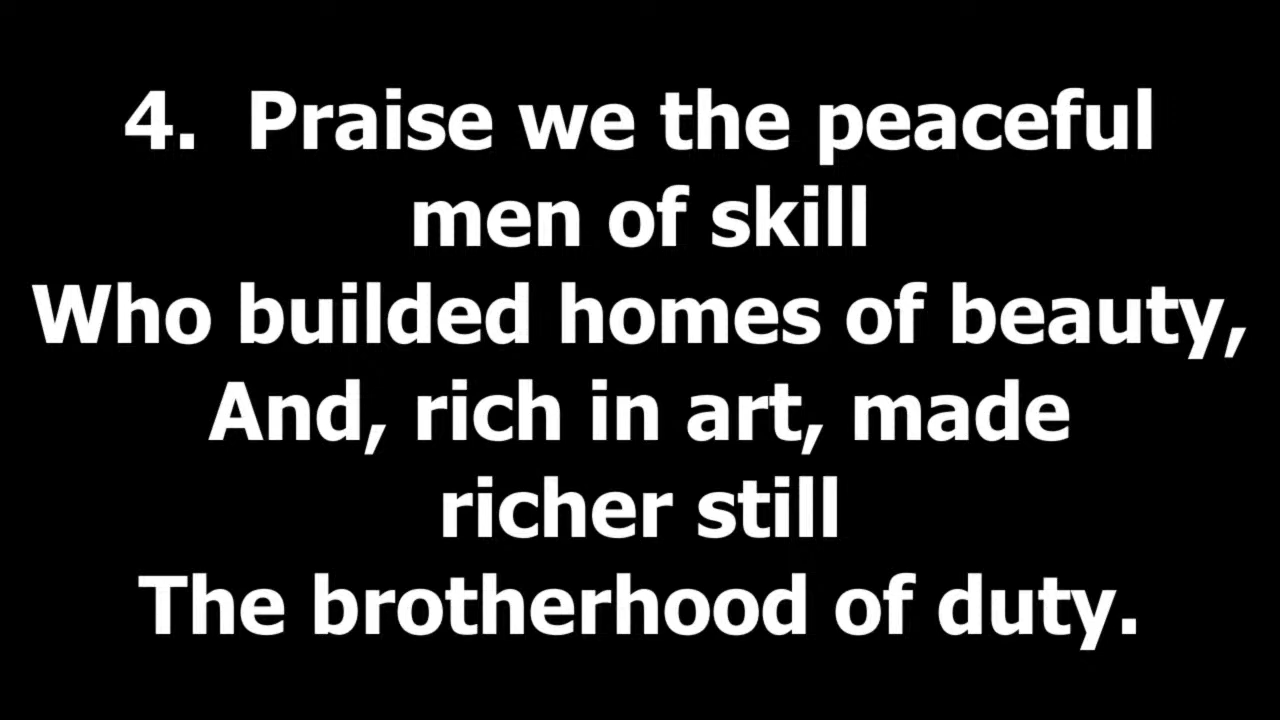 4.  Praise we the peaceful
men of skill
Who builded homes of beauty,
And, rich in art, made
richer still
The brotherhood of duty.